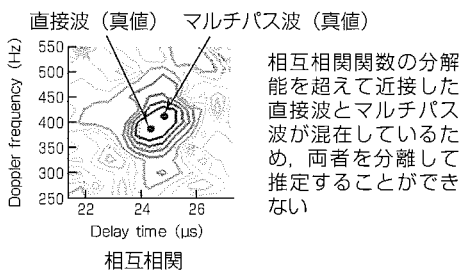 直接波（真値） マルチパス波（真値）
Doppler frequency (Hz)
550
500
450
400
350
300
250
22 24 26
Delay time (μs)
相互相関
相互相関関数の分解
能を超えて近接した
直接波とマルチパス
波が混在しているた
め，両者を分離して
推定することができ
ない